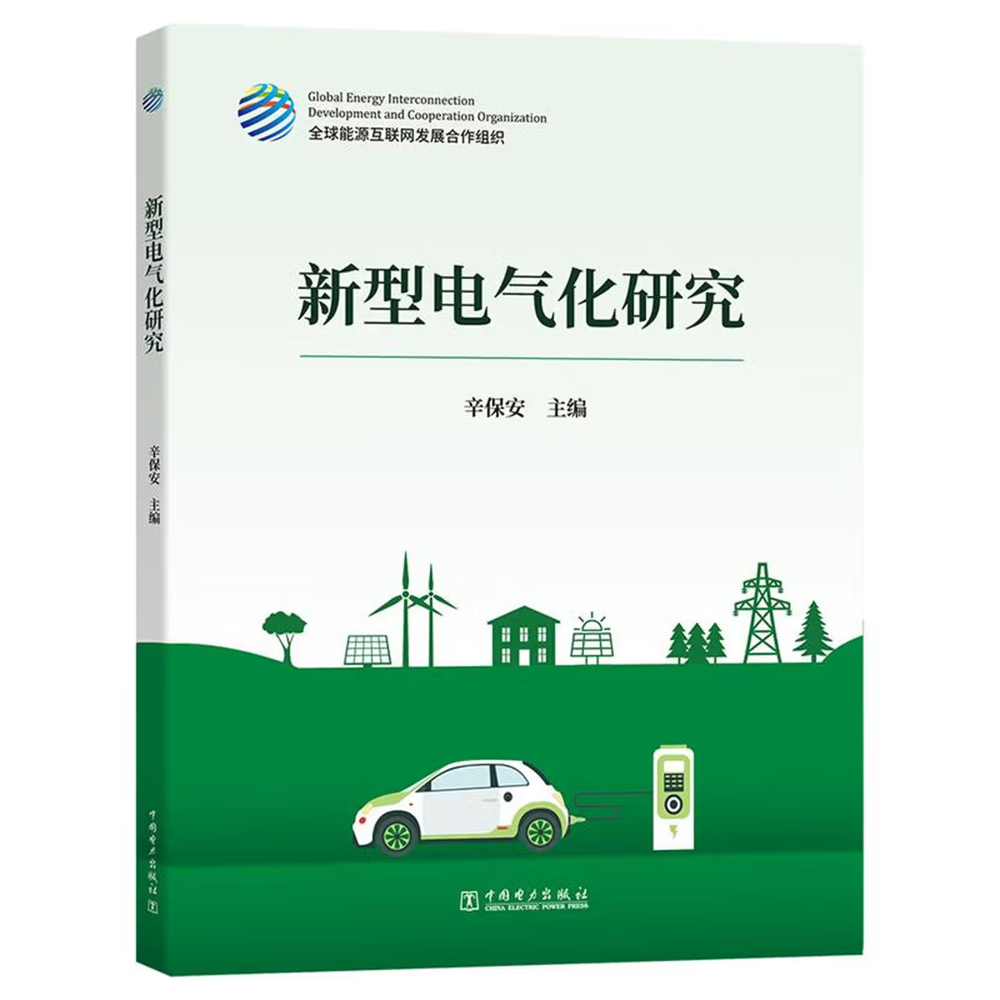 Global Energy Interconnection
Development and Cooperation Organization
全球能源互联网发展合作组织
新型电气化研究
辛保安 主编
中国电力出版社
CHINA ELECTRIC POWER PRESS
新型电气化研究
辛保安 主编
中国电力出版社